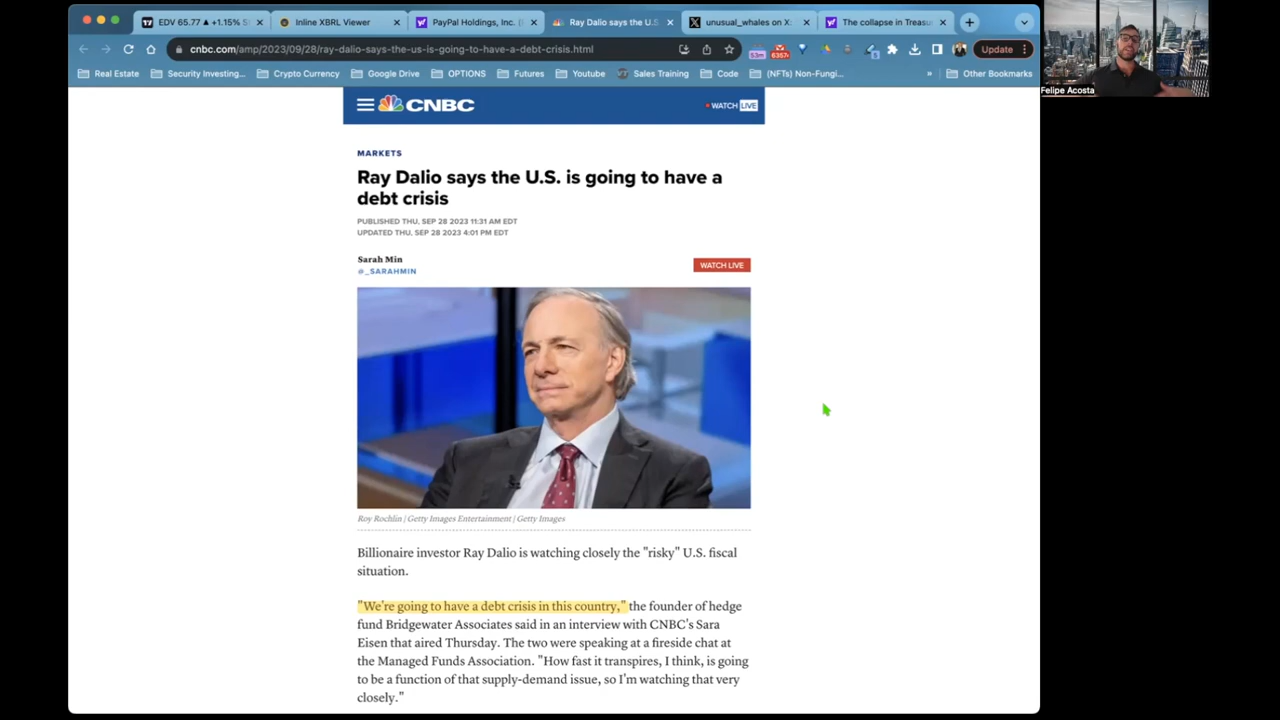 EDV 65.77 ▲ +1.15%
Inline XBRL Viewer
PayPal Holdings, Inc. (
Ray Dalio says the U.S.
unusual_whales on X:
The collapse in Treasu
cnbc.com/amp/2023/09/28/ray-dalio-says-the-us-is-going-to-have-a-debt-crisis.html
Update
Real Estate
Security Investing...
Crypto Currency
Google Drive
OPTIONS
Futures
Youtube
Sales Training
Code
(NFTs) Non-Fungi...
»
Other Bookmarks
Felipe Acosta
CNBC
WATCH LIVE
MARKETS
Ray Dalio says the U.S. is going to have a
debt crisis
PUBLISHED THU, SEP 28 2023 11:31 AM EDT
UPDATED THU, SEP 28 2023 4:01 PM EDT
Sarah Min
@_SARAHMIN
WATCH LIVE
Roy Rochlin | Getty Images Entertainment | Getty Images
Billionaire investor Ray Dalio is watching closely the "risky" U.S. fiscal
situation.
"We're going to have a debt crisis in this country," the founder of hedge
fund Bridgewater Associates said in an interview with CNBC's Sara
Eisen that aired Thursday. The two were speaking at a fireside chat at
the Managed Funds Association. "How fast it transpires, I think, is going
to be a function of that supply-demand issue, so I'm watching that very
closely."